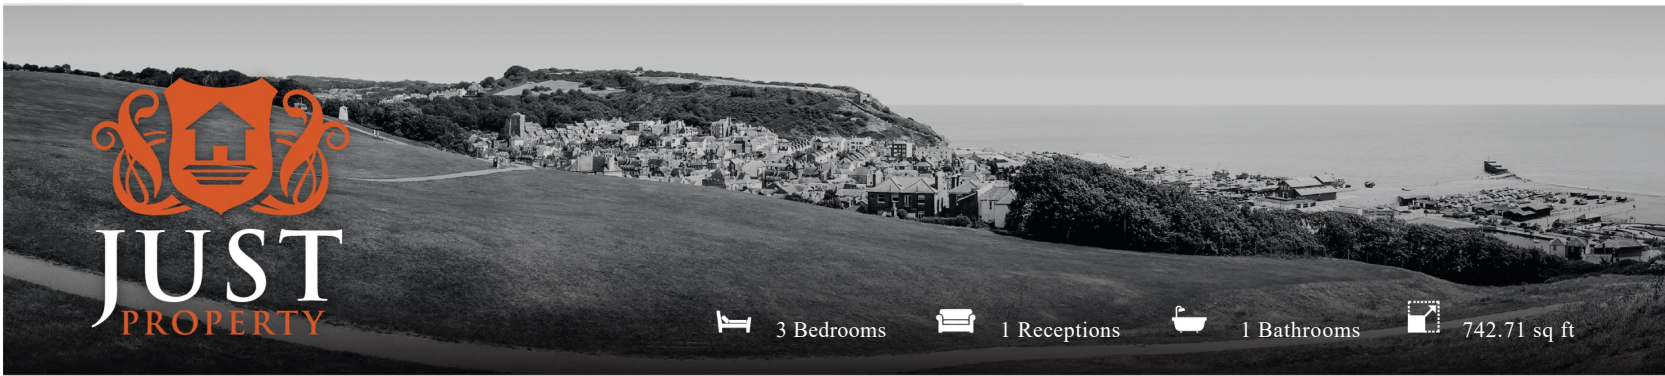 JUST
PROPERTY
3 Bedrooms
1 Receptions
1 Bathrooms
742.71 sq ft